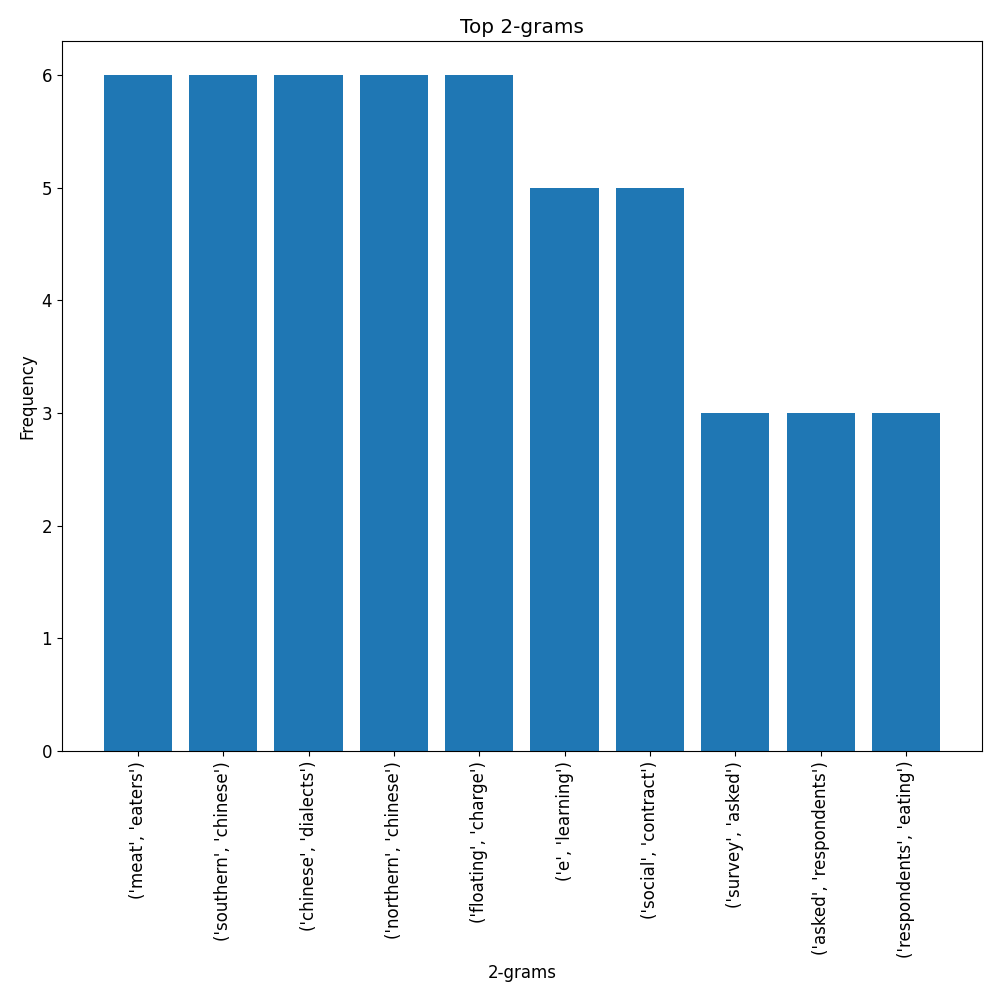 Top 2-grams
Frequency
6
5
4
3
2
1
0
('meat', 'eaters')
('southern', 'chinese')
('chinese', 'dialects')
('northern', 'chinese')
('floating', 'charge')
('e', 'learning')
('social', 'contract')
('survey', 'asked')
('asked', 'respondents')
('respondents', 'eating')
2-grams